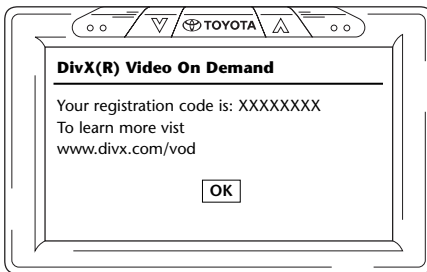 TOYOTA
DivX(R) Video On Demand
Your registration code is: XXXXXXXX
To learn more vist
www.divx.com/vod
OK